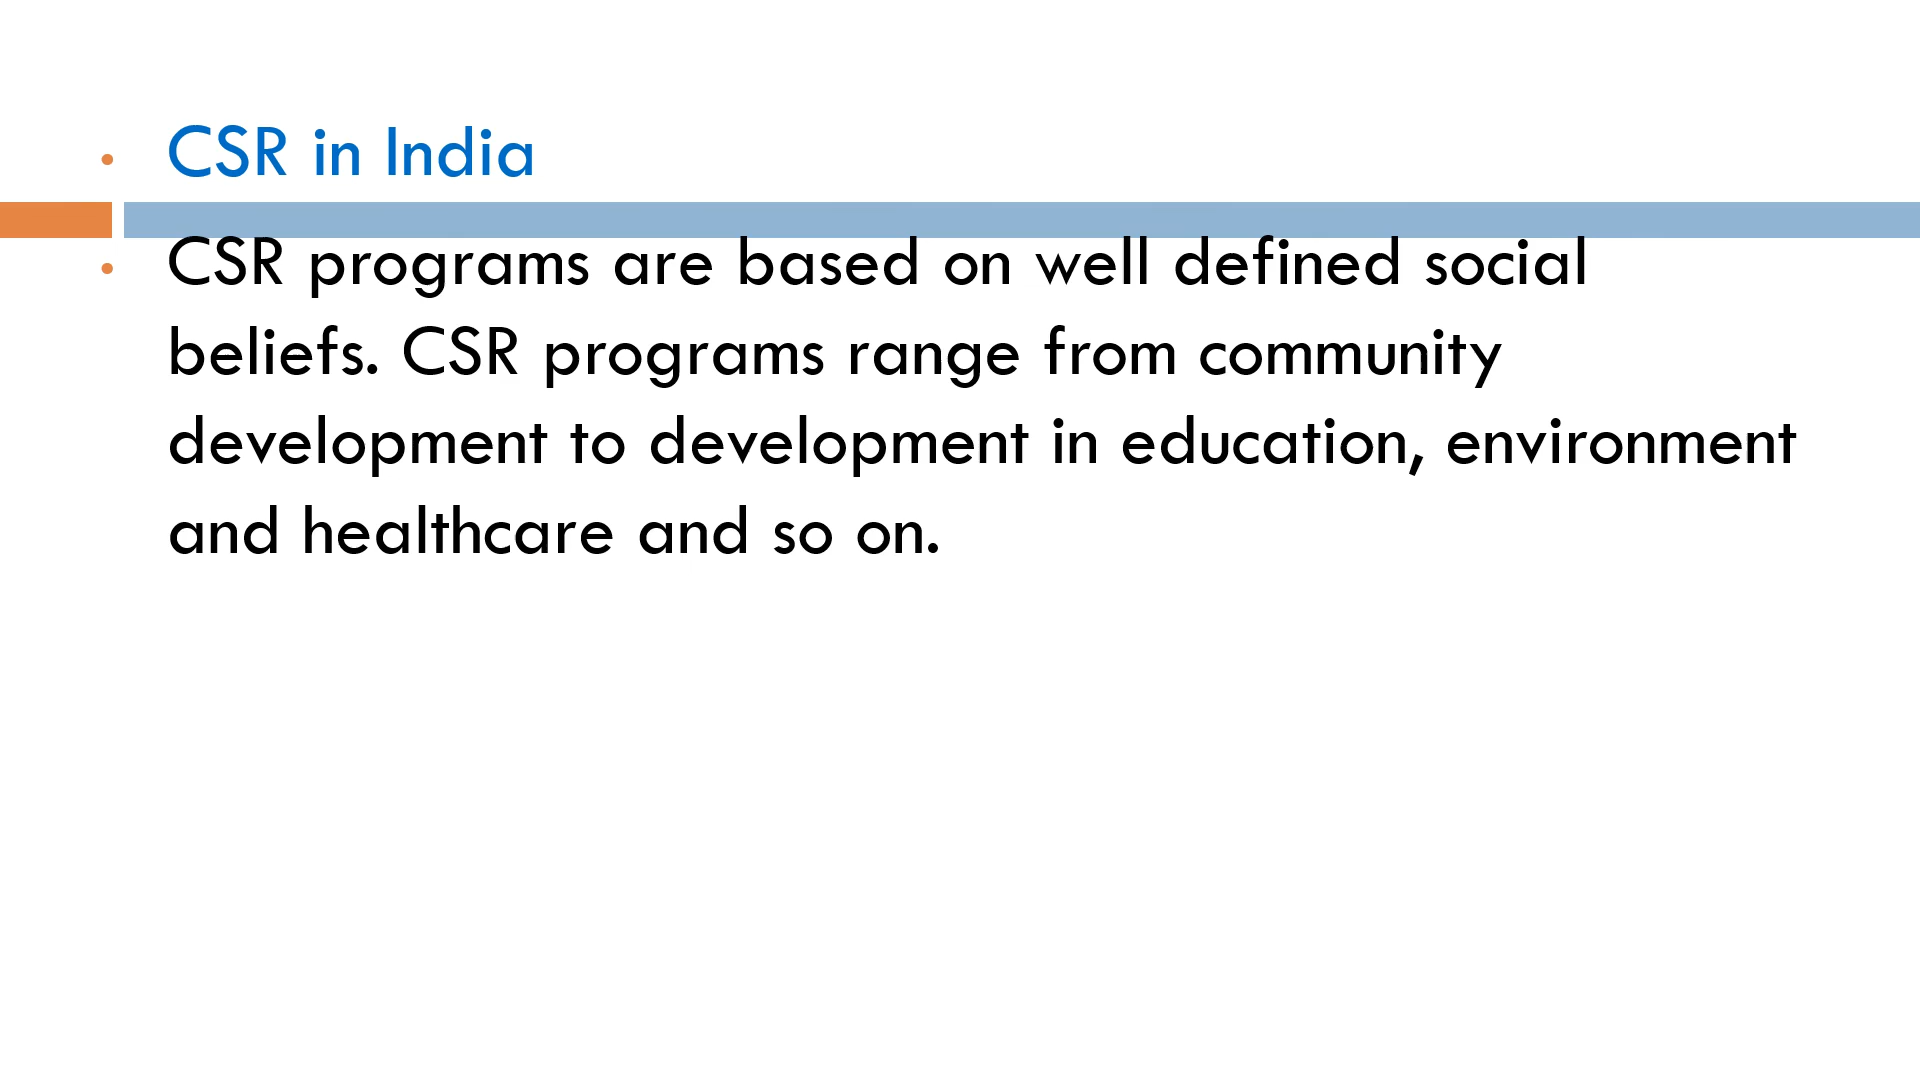 • CSR in India
• CSR programs are based on well defined social
beliefs. CSR programs range from community
development to development in education, environment
and healthcare and so on.